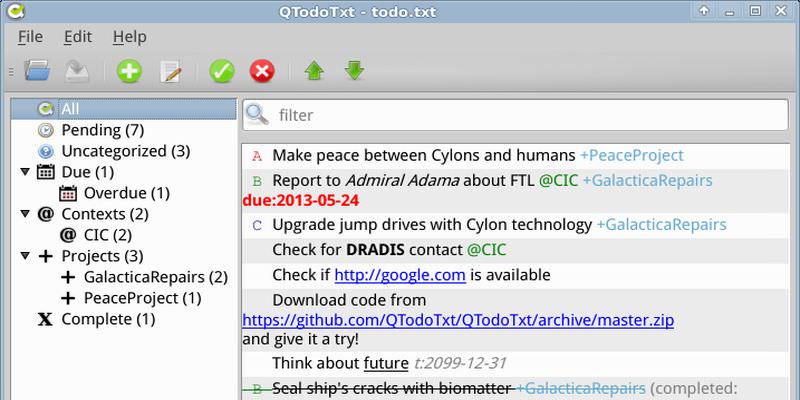 QTodoTxt - todo.txt
File Edit Help
All
Pending (7)
Uncategorized (3)
Due (1)
Overdue (1)
Contexts (2)
@ CIC (2)
Projects (3)
GalacticaRepairs (2)
PeaceProject (1)
Complete (1)
filter
A Make peace between Cylons and humans +PeaceProject
B Report to Admiral Adama about FTL @CIC +GalacticaRepairs
due:2013-05-24
C Upgrade jump drives with Cylon technology +GalacticaRepairs
Check for DRADIS contact @CIC
Check if http://google.com is available
Download code from
https://github.com/QTodoTxt/QTodoTxt/archive/master.zip
and give it a try!
Think about future t:2099-12-31
B Seal ship's cracks with biomatter +GalacticaRepairs (completed: